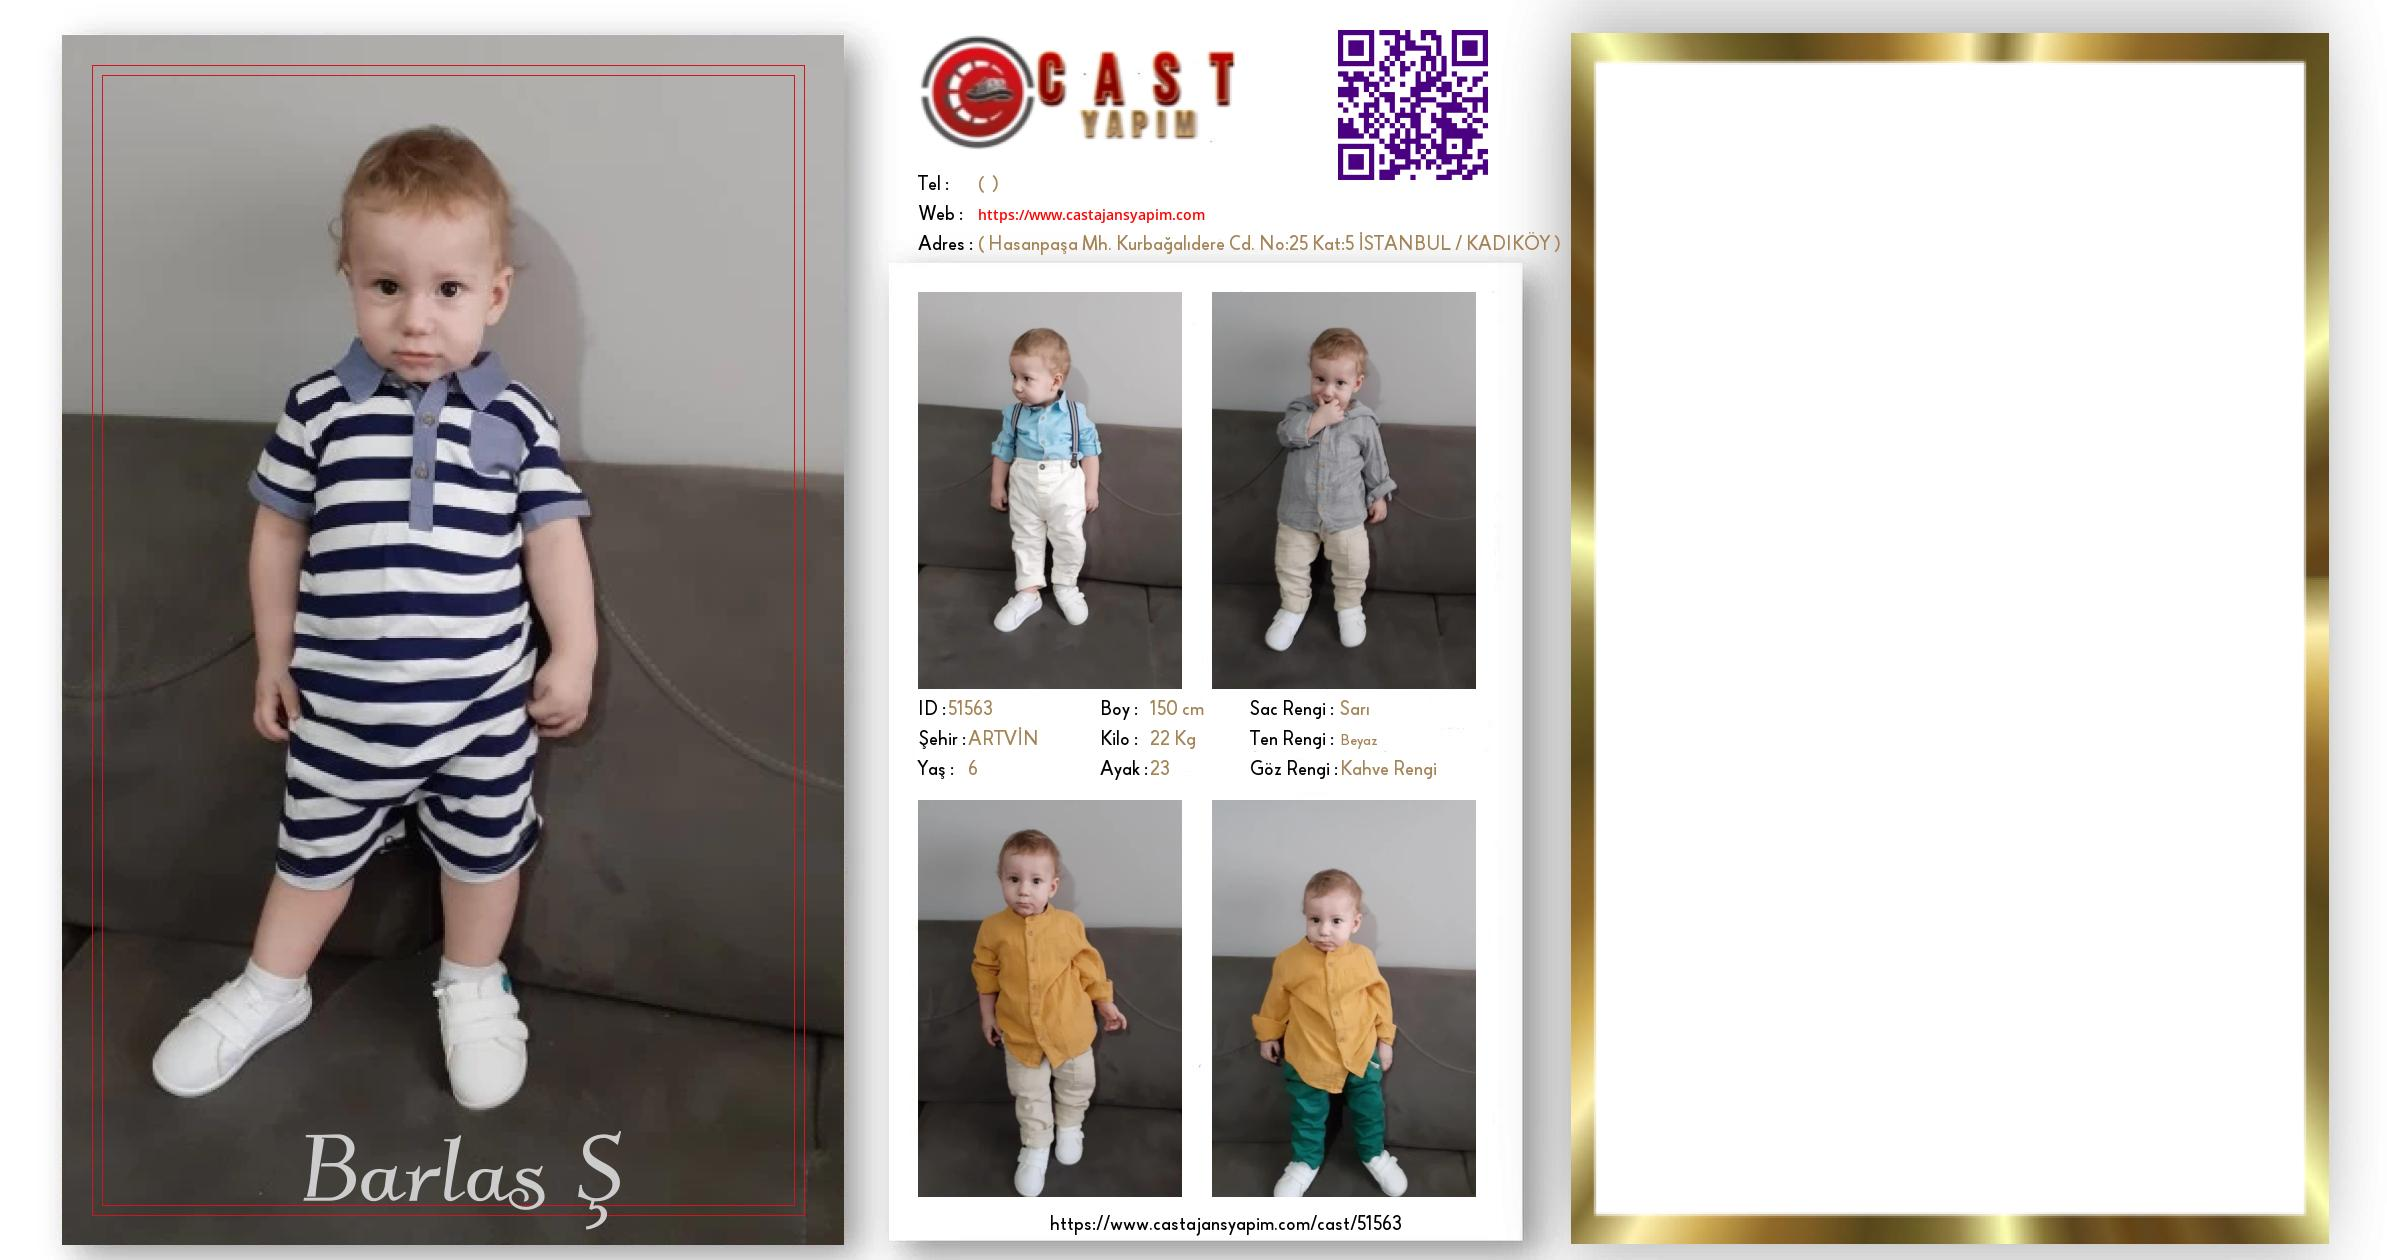 Barlas Ş
CAST
YAPIM
Tel : ( )
Web : https://www.castajansyapim.com
Adres : ( Hasanpaşa Mh. Kurbağalıdere Cd. No:25 Kat:5 İSTANBUL / KADIKÖY )
ID : 51563 Boy : 150 cm Sac Rengi : Sarı
Şehir : ARTVİN Kilo : 22 Kg Ten Rengi : Beyaz
Yaş : 6 Ayak : 23 Göz Rengi : Kahve Rengi
https://www.castajansyapim.com/cast/51563